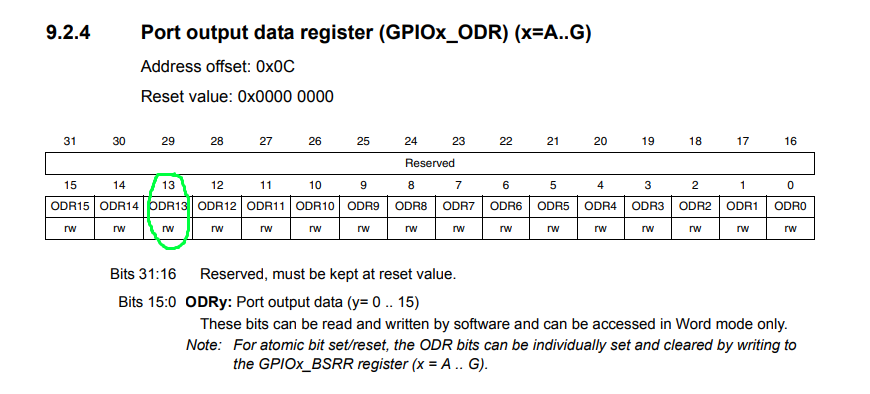 9.2.4 Port output data register (GPIOx_ODR) (x=A..G)
Address offset: 0x0C
Reset value: 0x0000 0000
31 30 29 28 27 26 25 24 23 22 21 20 19 18 17 16
Reserved
15 14 13 12 11 10 9 8 7 6 5 4 3 2 1 0
ODR15 ODR14 ODR13 ODR12 ODR11 ODR10 ODR9 ODR8 ODR7 ODR6 ODR5 ODR4 ODR3 ODR2 ODR1 ODR0
rw rw rw rw rw rw rw rw rw rw rw rw rw rw rw rw
Bits 31:16 Reserved, must be kept at reset value.
Bits 15:0 ODRy: Port output data (y= 0 .. 15)
These bits can be read and written by software and can be accessed in Word mode only.
Note: For atomic bit set/reset, the ODR bits can be individually set and cleared by writing to
the GPIOx_BSRR register (x = A .. G).